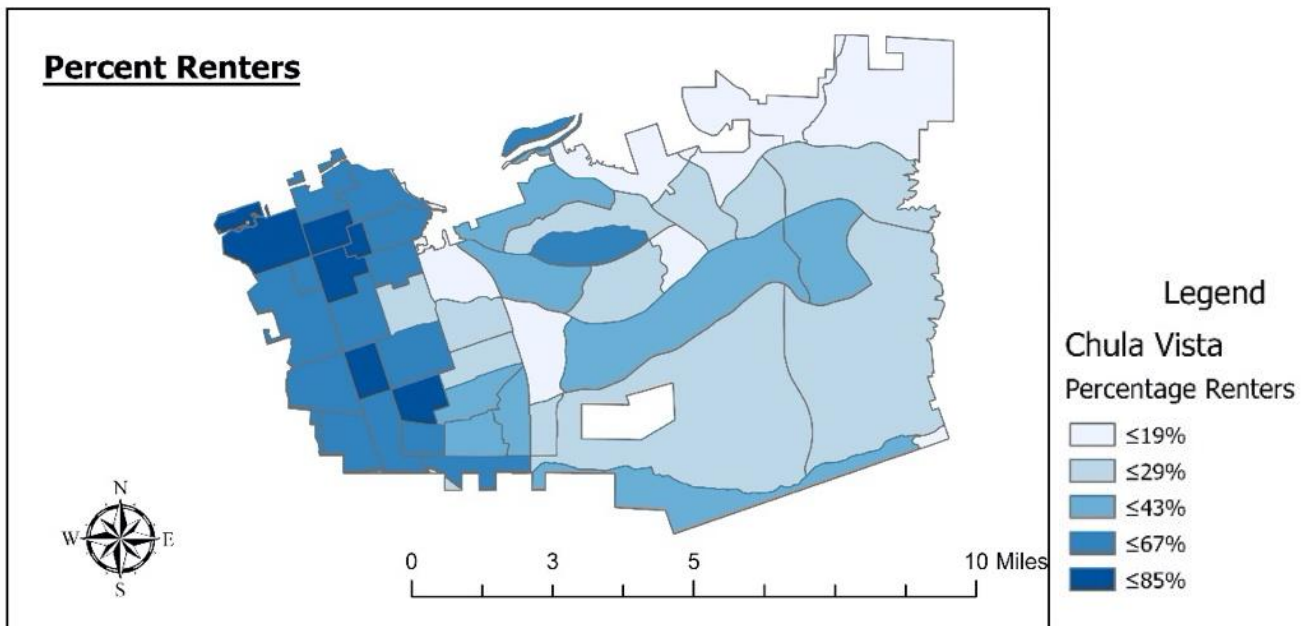 Percent Renters
N
W E
S
0 3 5 10 Miles
Legend
Chula Vista
Percentage Renters
≤19%
≤29%
≤43%
≤67%
≤85%